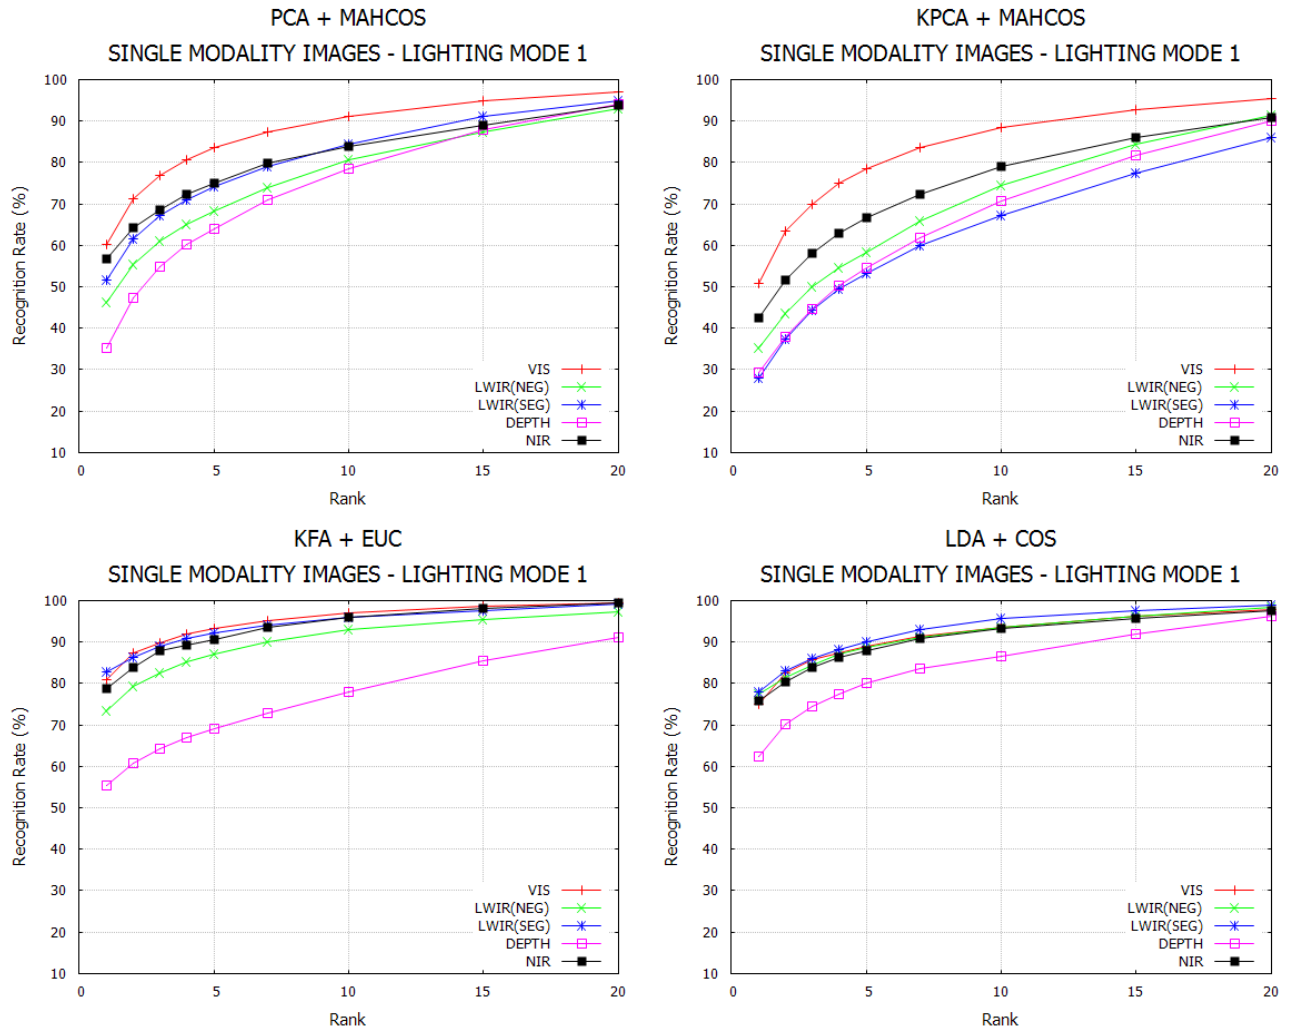 PCA + MAHCOS
SINGLE MODALITY IMAGES - LIGHTING MODE 1
100
90
80
70
60
50
40
30
20
10
Recognition Rate (%)
VIS
LWIR(NEG)
LWIR(SEG)
DEPTH
NIR
0 5 10 15 20
Rank
KPCA + MAHCOS
SINGLE MODALITY IMAGES - LIGHTING MODE 1
100
90
80
70
60
50
40
30
20
10
Recognition Rate (%)
VIS
LWIR(NEG)
LWIR(SEG)
DEPTH
NIR
0 5 10 15 20
Rank
KFA + EUC
SINGLE MODALITY IMAGES - LIGHTING MODE 1
100
90
80
70
60
50
40
30
20
10
Recognition Rate (%)
VIS
LWIR(NEG)
LWIR(SEG)
DEPTH
NIR
0 5 10 15 20
Rank
LDA + COS
SINGLE MODALITY IMAGES - LIGHTING MODE 1
100
90
80
70
60
50
40
30
20
10
Recognition Rate (%)
VIS
LWIR(NEG)
LWIR(SEG)
DEPTH
NIR
0 5 10 15 20
Rank